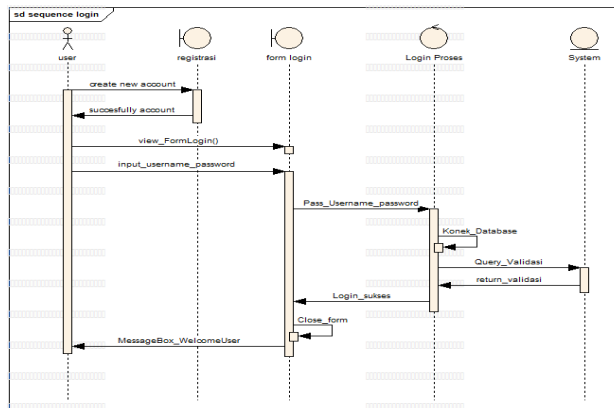 sd sequence login
user
registrasi
form login
Login Proses
System
create new account
succesfully account
view_FormLogin()
input_username_password
Pass_Username_password
Konek_Database
Query_Validasi
return_validasi
Login_sukses
Close_form
MessageBox_WelcomeUser